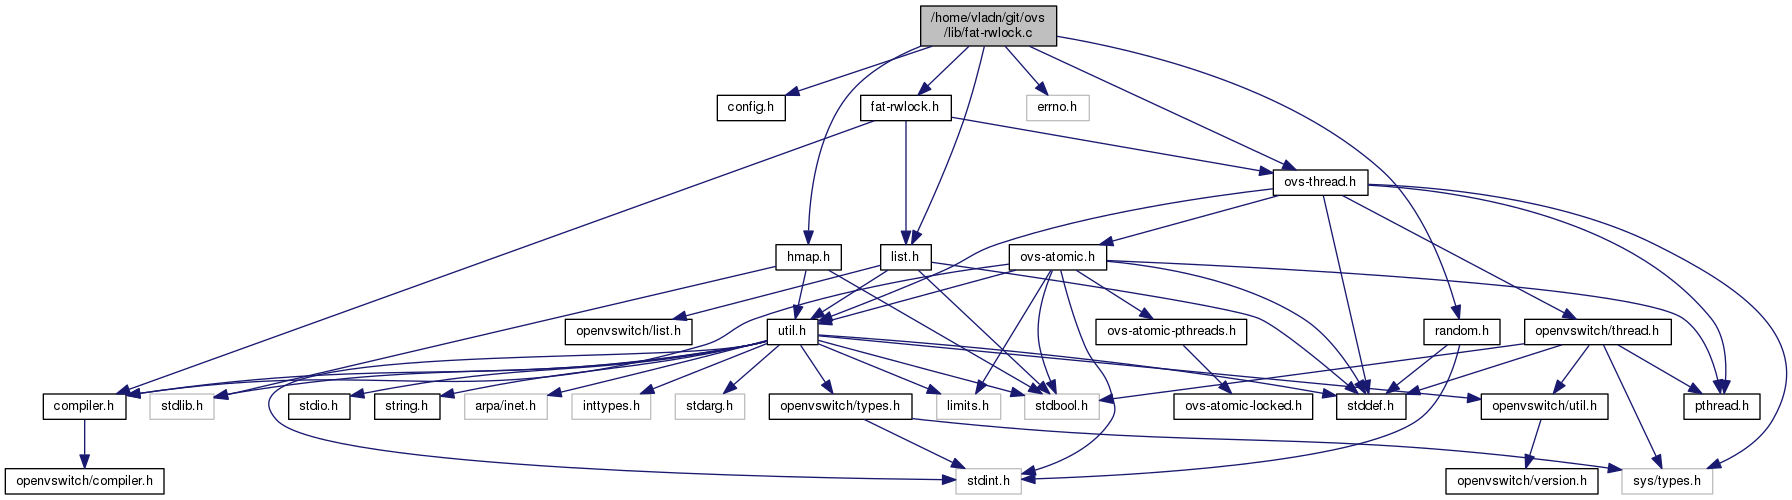 /home/vladn/git/ovs
/lib/fat-rwlock.c
config.h
fat-rwlock.h
errno.h
ovs-thread.h
hmap.h
list.h
ovs-atomic.h
openvswitch/list.h
util.h
ovs-atomic-pthreads.h
random.h
openvswitch/thread.h
compiler.h
stdlib.h
stdio.h
string.h
arpa/inet.h
inttypes.h
stdarg.h
openvswitch/types.h
limits.h
stdbool.h
ovs-atomic-locked.h
stddef.h
openvswitch/util.h
pthread.h
openvswitch/compiler.h
stdint.h
openvswitch/version.h
sys/types.h